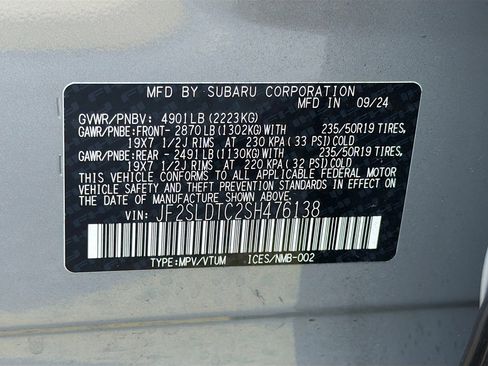 MFD BY SUBARU CORPORATION
MFD IN 09/24
GVWR/PNBV: 4901LB (2223KG)
GAWR/PNBE:FRONT- 2870LB (1302KG)WITH 235/50R19 TIRES,
19X7 1/2J RIMS AT 230 KPA ( 33 PSI)COLD
GAWR/PNBE:REAR - 2491LB (1130KG)WITH 235/50R19 TIRES,
19X7 1/2J RIMS AT 220 KPA ( 32 PSI)COLD
THIS VEHICLE CONFORMS TO ALL APPLICABLE FEDERAL MOTOR
VEHICLE SAFETY AND THEFT PREVENTION STANDARDS IN EFFECT ON
THE DATE OF MANUFACTURE SHOWN ABOVE.
VIN: JF2SLDTC2SH476138
TYPE:MPV/VTUM ICES/NMB-002